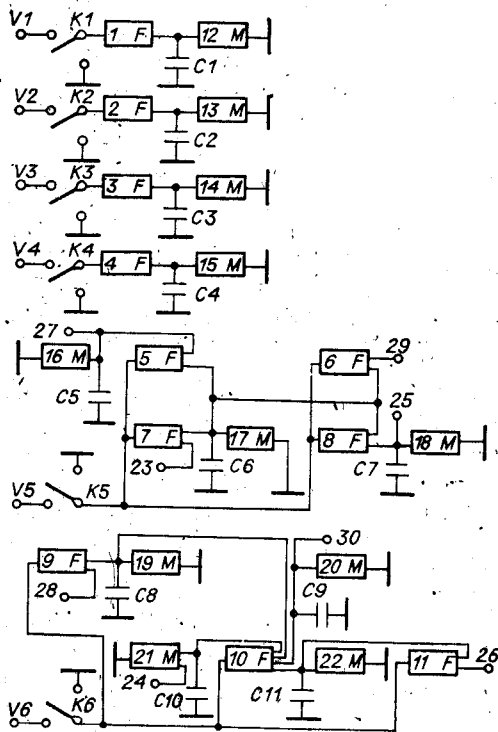 V1 K1 1 F 12 M
C1
V2 K2 2 F 13 M
C2
V3 K3 3 F 14 M
C3
V4 K4 4 F 15 M
C4
27 29
16 M 5 F 6 F
25
C5
7 F 17 M 8 F 18 M
23 C6 C7
V5 K5
30
9 F 19 M 20 M
28 C8 C9
21 M 10 F 22 M 11 F
24 C10 C11 26
V6 K6